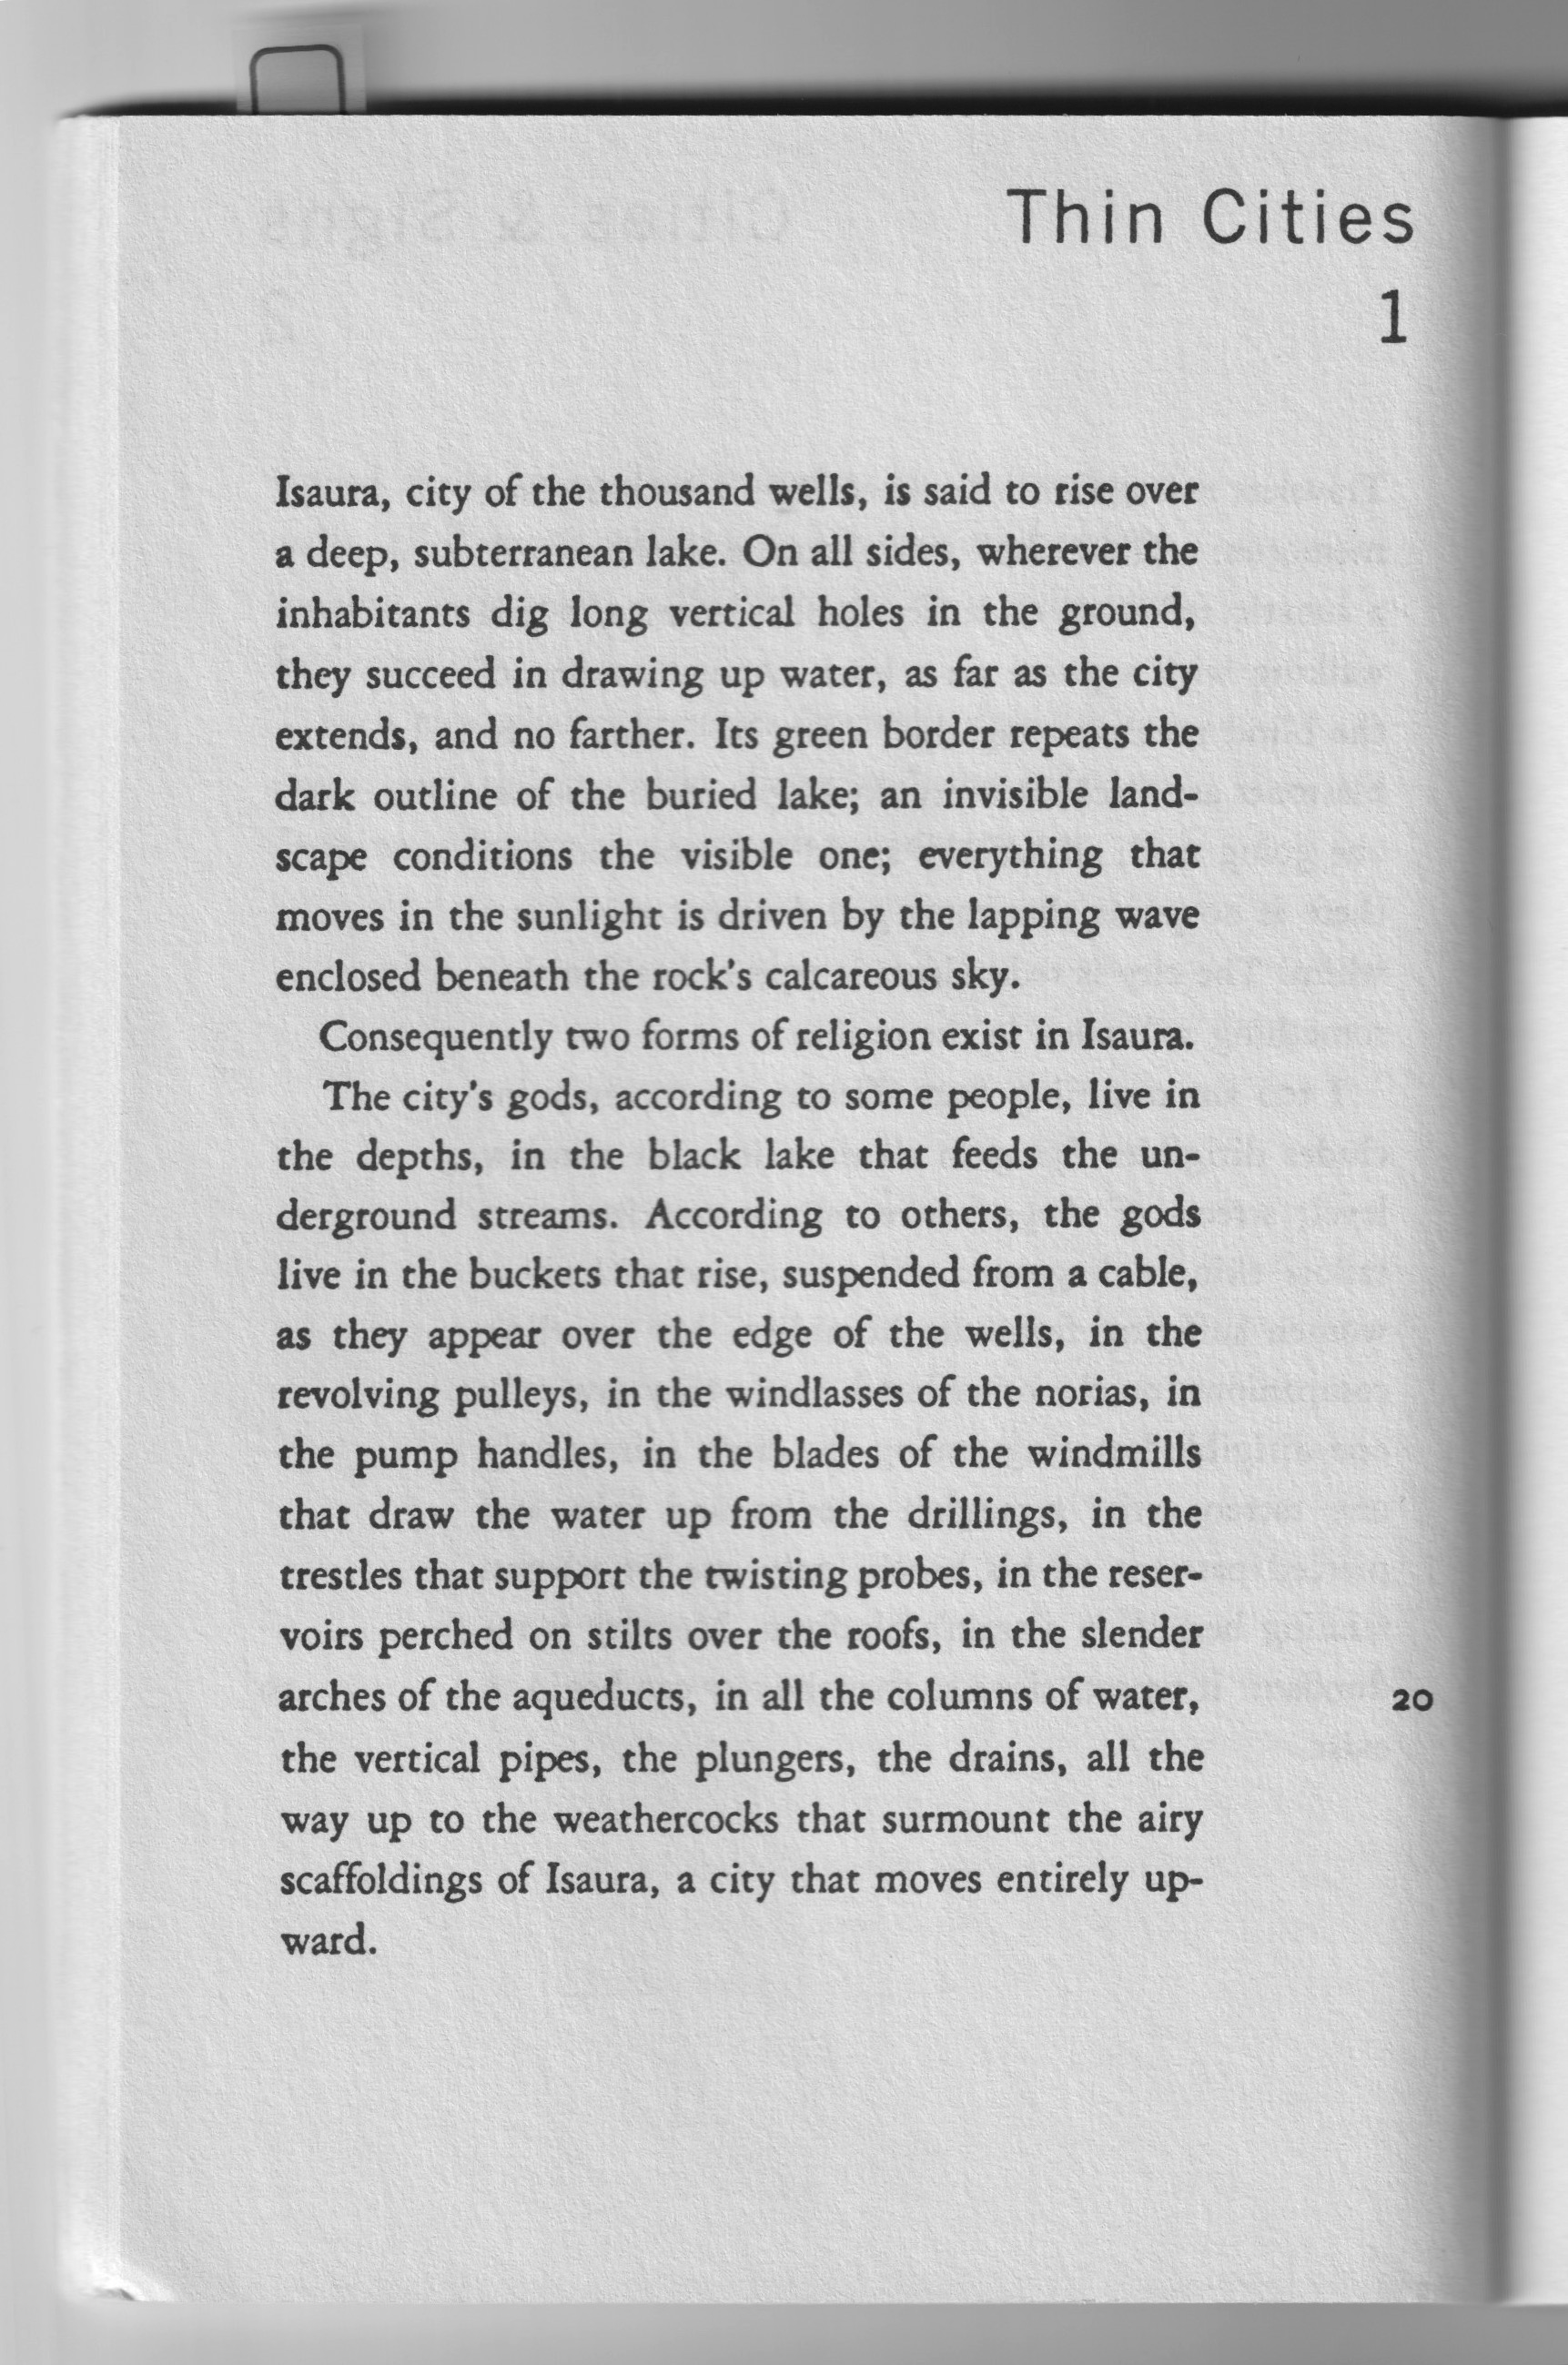 Thin Cities
1
Isaura, city of the thousand wells, is said to rise over
a deep, subterranean lake. On all sides, wherever the
inhabitants dig long vertical holes in the ground,
they succeed in drawing up water, as far as the city
extends, and no farther. Its green border repeats the
dark outline of the buried lake; an invisible land-
scape conditions the visible one; everything that
moves in the sunlight is driven by the lapping wave
enclosed beneath the rock's calcareous sky.
Consequently two forms of religion exist in Isaura.
The city's gods, according to some people, live in
the depths, in the black lake that feeds the un-
derground streams. According to others, the gods
live in the buckets that rise, suspended from a cable,
as they appear over the edge of the wells, in the
revolving pulleys, in the windlasses of the norias, in
the pump handles, in the blades of the windmills
that draw the water up from the drillings, in the
trestles that support the twisting probes, in the reser-
voirs perched on stilts over the roofs, in the slender
arches of the aqueducts, in all the columns of water,
20
the vertical pipes, the plungers, the drains, all the
way up to the weathercocks that surmount the airy
scaffoldings of Isaura, a city that moves entirely up-
ward.